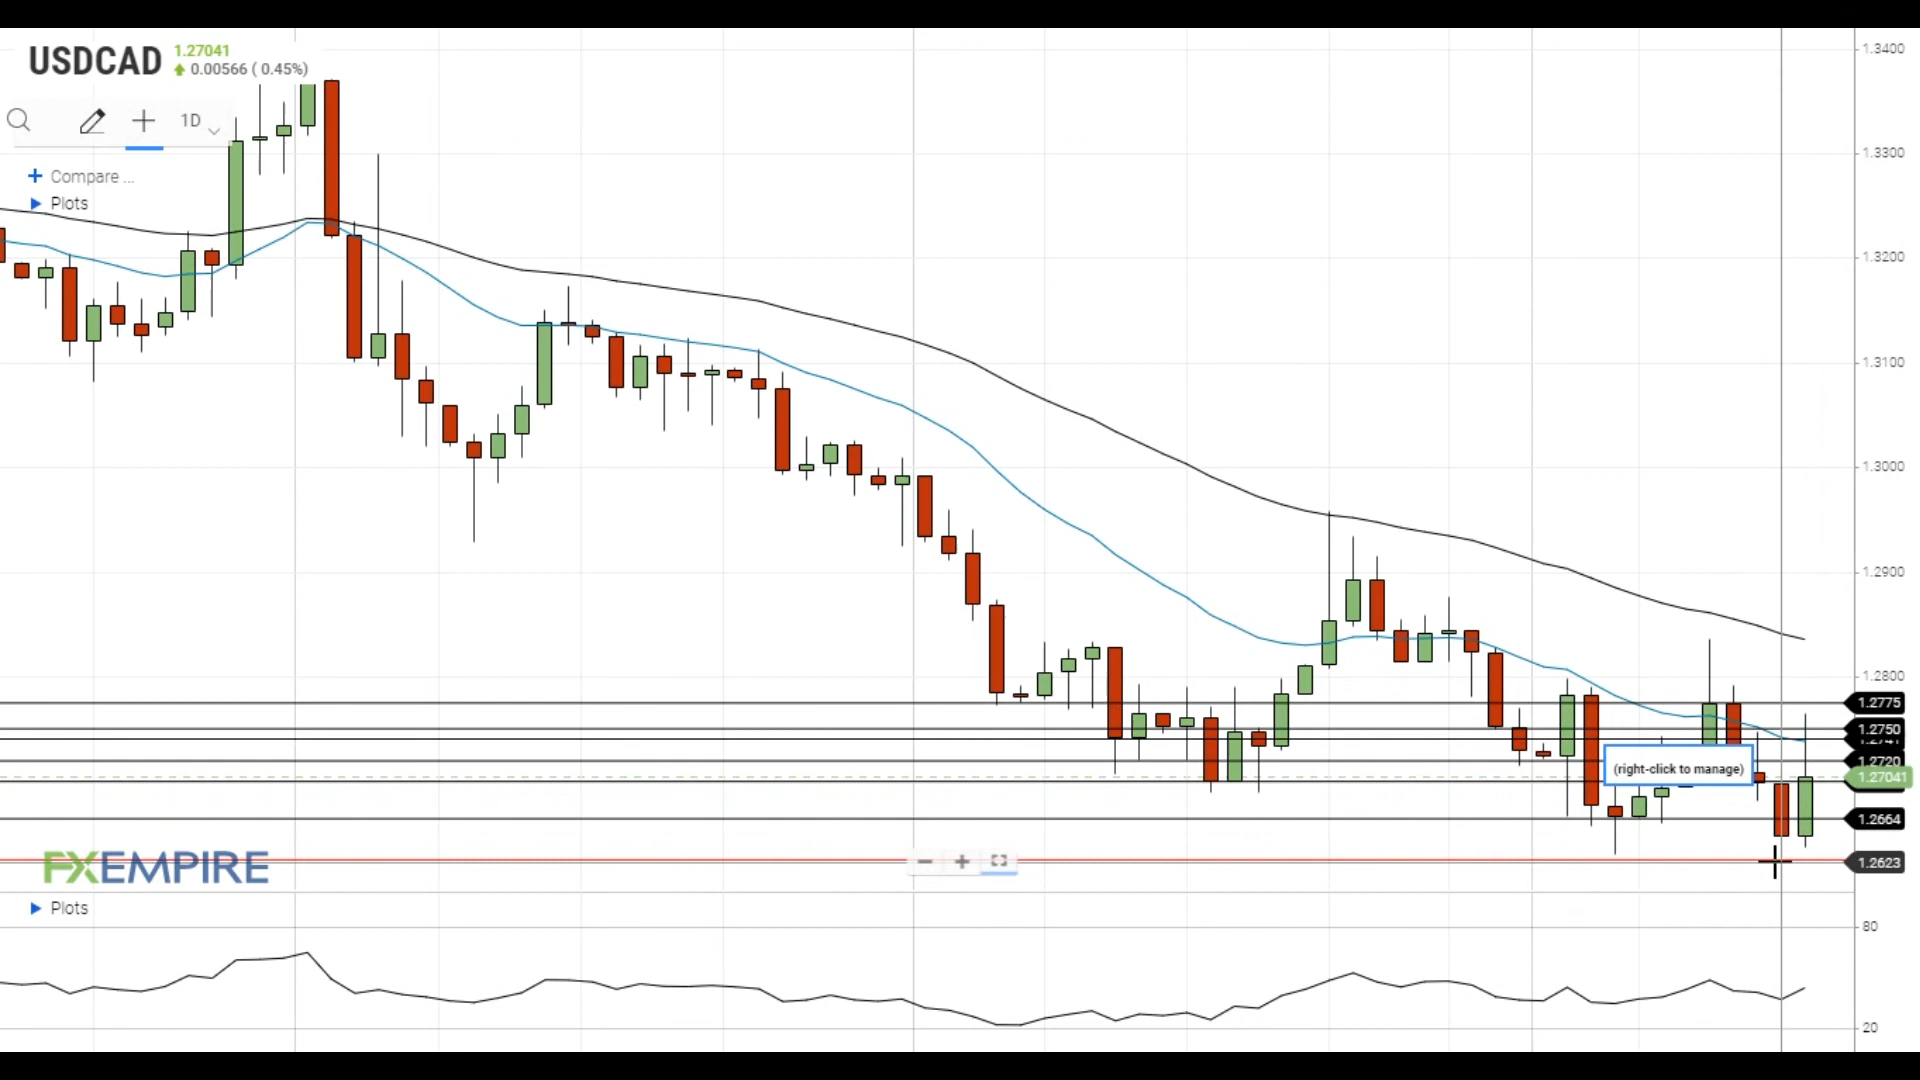 USDCAD
1.27041
0.00566 ( 0.45%)
1D
Compare ...
Plots
1.3400
1.3300
1.3200
1.3100
1.3000
1.2900
1.2800
1.2775
1.2750
1.2741
1.2720
(right-click to manage)
1.27041
1.2664
FXEMPIRE
1.2623
Plots
80
20